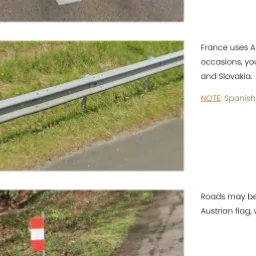 France uses A
occasions, you
and Slovakia.
NOTE: Spanish,
Roads may be
Austrian flag, w